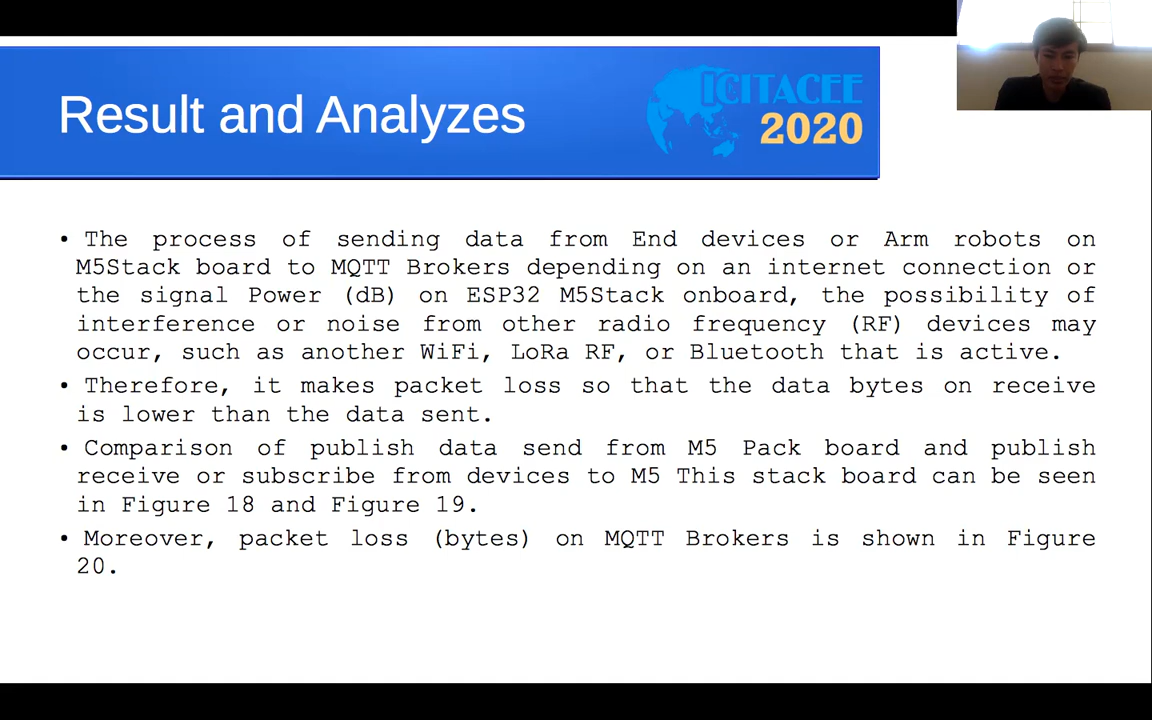 Result and Analyzes
ICITACEE
2020
• The process of sending data from End devices or Arm robots on
M5Stack board to MQTT Brokers depending on an internet connection or
the signal Power (dB) on ESP32 M5Stack onboard, the possibility of
interference or noise from other radio frequency (RF) devices may
occur, such as another WiFi, LoRa RF, or Bluetooth that is active.
• Therefore, it makes packet loss so that the data bytes on receive
is lower than the data sent.
• Comparison of publish data send from M5 Pack board and publish
receive or subscribe from devices to M5 This stack board can be seen
in Figure 18 and Figure 19.
• Moreover, packet loss (bytes) on MQTT Brokers is shown in Figure
20.